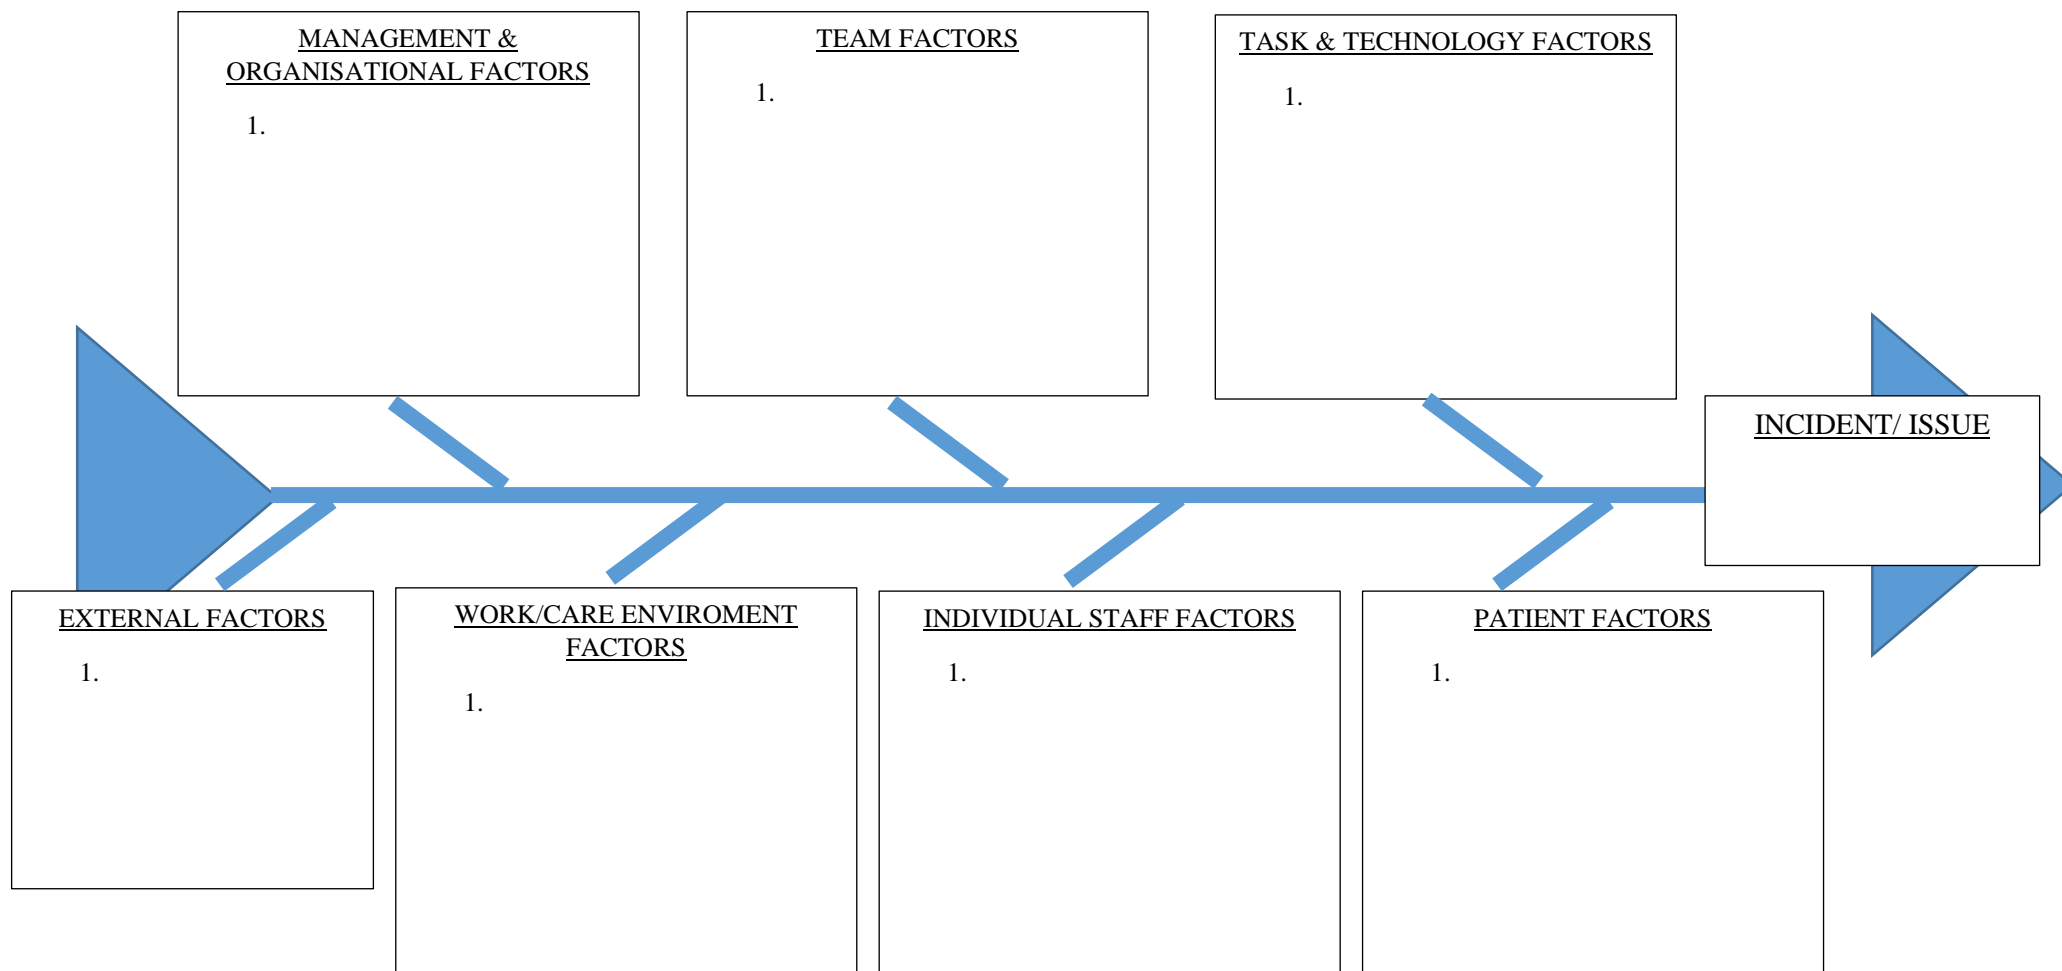 MANAGEMENT &
ORGANISATIONAL FACTORS
1.
TEAM FACTORS
1.
TASK & TECHNOLOGY FACTORS
1.
INCIDENT/ ISSUE
EXTERNAL FACTORS
1.
WORK/CARE ENVIROMENT
FACTORS
1.
INDIVIDUAL STAFF FACTORS
1.
PATIENT FACTORS
1.